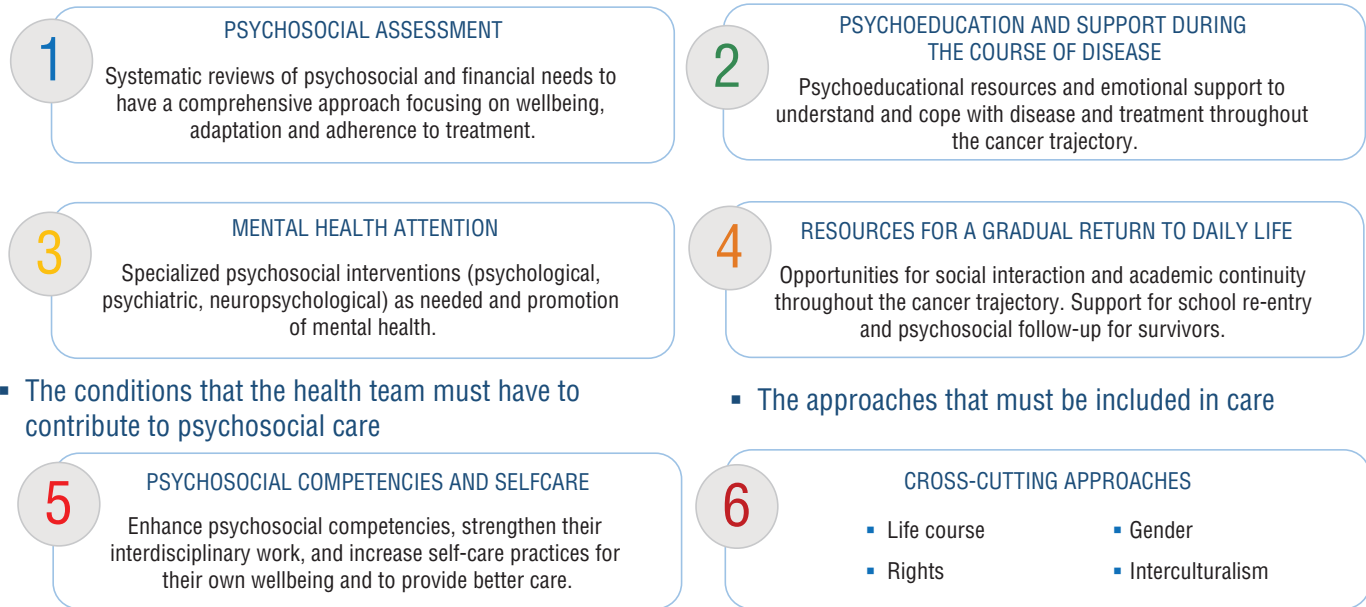 1
PSYCHOSOCIAL ASSESSMENT
Systematic reviews of psychosocial and financial needs to
have a comprehensive approach focusing on wellbeing,
adaptation and adherence to treatment.
2
PSYCHOEDUCATION AND SUPPORT DURING
THE COURSE OF DISEASE
Psychoeducational resources and emotional support to
understand and cope with disease and treatment throughout
the cancer trajectory.
3
MENTAL HEALTH ATTENTION
Specialized psychosocial interventions (psychological,
psychiatric, neuropsychological) as needed and promotion
of mental health.
4
RESOURCES FOR A GRADUAL RETURN TO DAILY LIFE
Opportunities for social interaction and academic continuity
throughout the cancer trajectory. Support for school re-entry
and psychosocial follow-up for survivors.
▪ The conditions that the health team must have to
contribute to psychosocial care
▪ The approaches that must be included in care
5
PSYCHOSOCIAL COMPETENCIES AND SELFCARE
Enhance psychosocial competencies, strengthen their
interdisciplinary work, and increase self-care practices for
their own wellbeing and to provide better care.
6
CROSS-CUTTING APPROACHES
▪ Life course
▪ Gender
▪ Rights
▪ Interculturalism